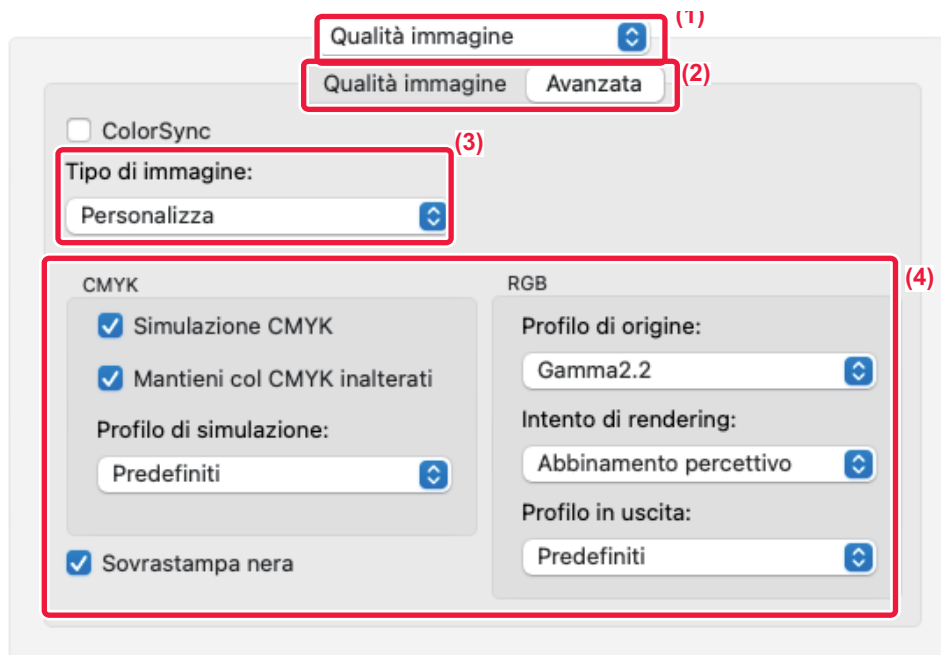 (1)
Qualità immagine
Qualità immagine Avanzata (2)
ColorSync
(3)
Tipo di immagine:
Personalizza
(4)
CMYK
Simulazione CMYK
Mantieni col CMYK inalterati
Profilo di simulazione:
Predefiniti
Sovrastampa nera
RGB
Profilo di origine:
Gamma2.2
Intento di rendering:
Abbinamento percettivo
Profilo in uscita:
Predefiniti